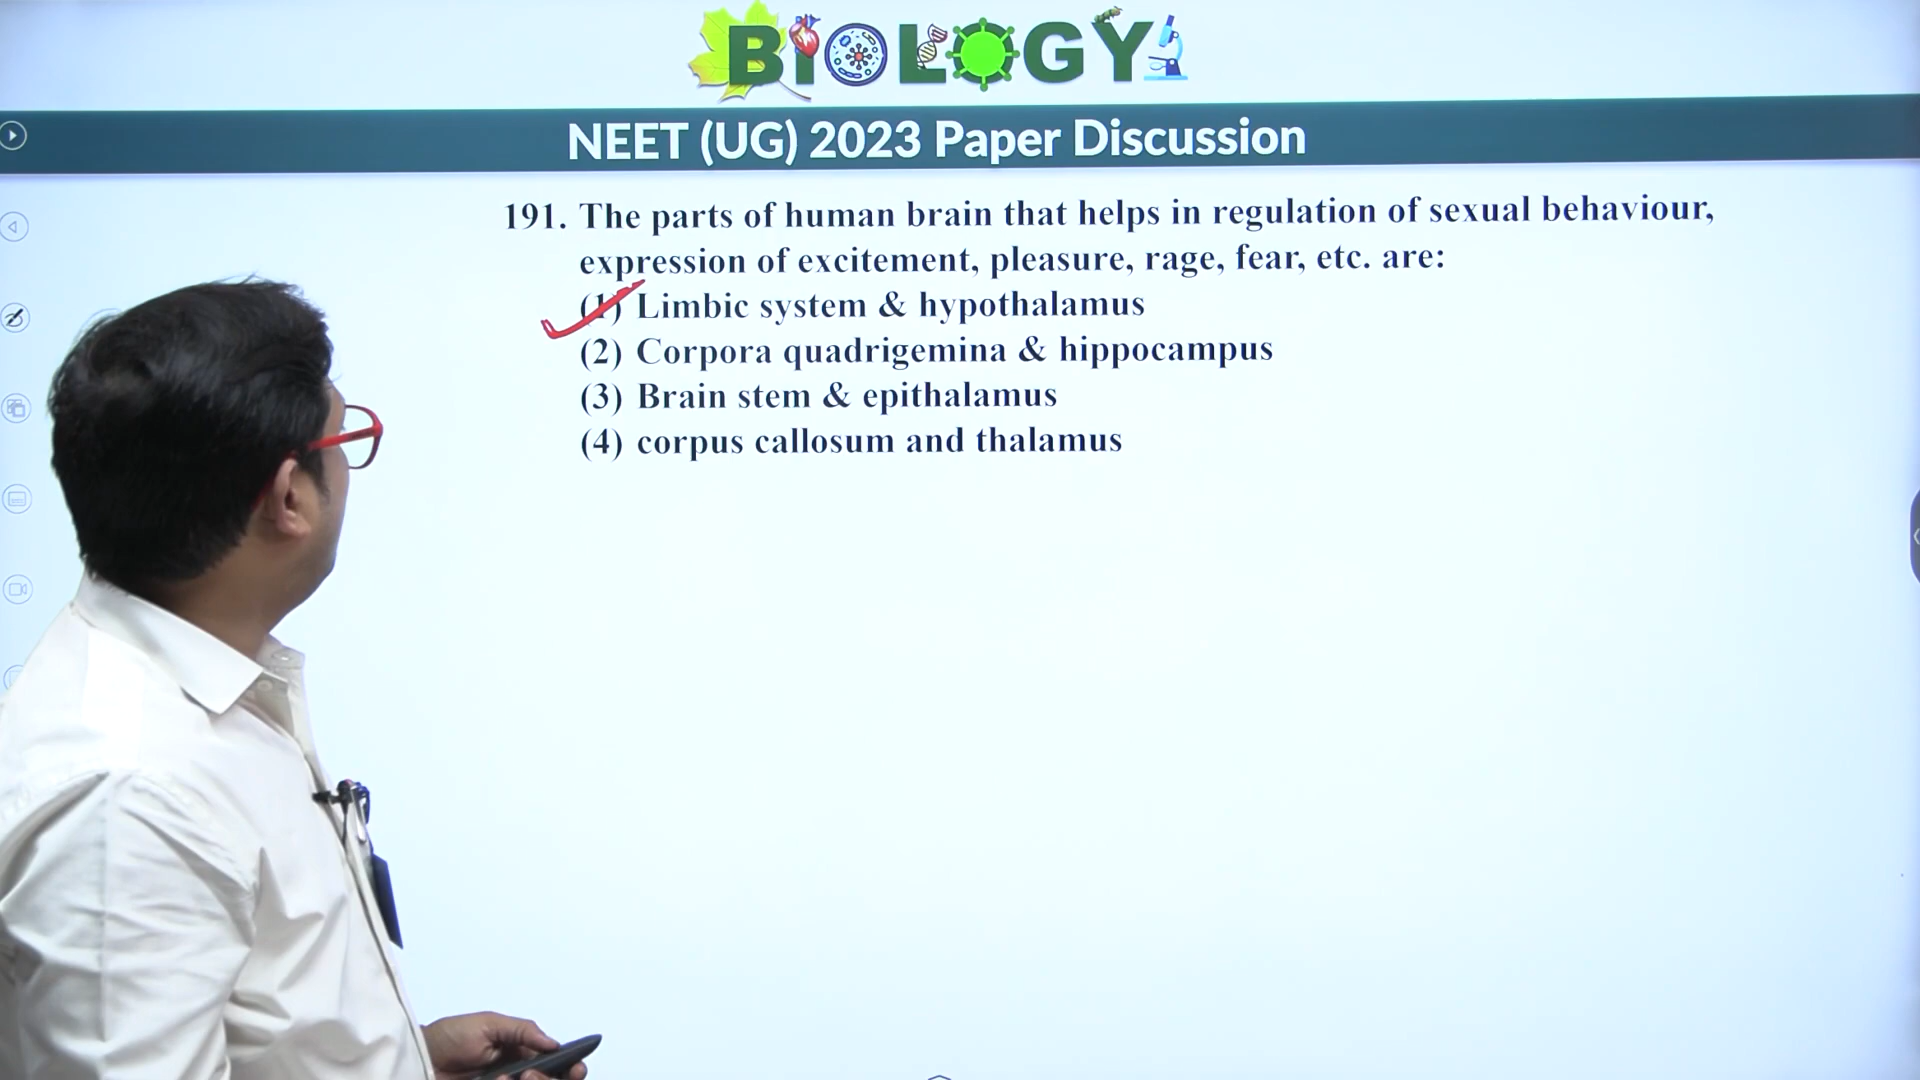 BIOLOGY
NEET (UG) 2023 Paper Discussion
191. The parts of human brain that helps in regulation of sexual behaviour,
expression of excitement, pleasure, rage, fear, etc. are:
(1) Limbic system & hypothalamus
(2) Corpora quadrigemina & hippocampus
(3) Brain stem & epithalamus
(4) corpus callosum and thalamus